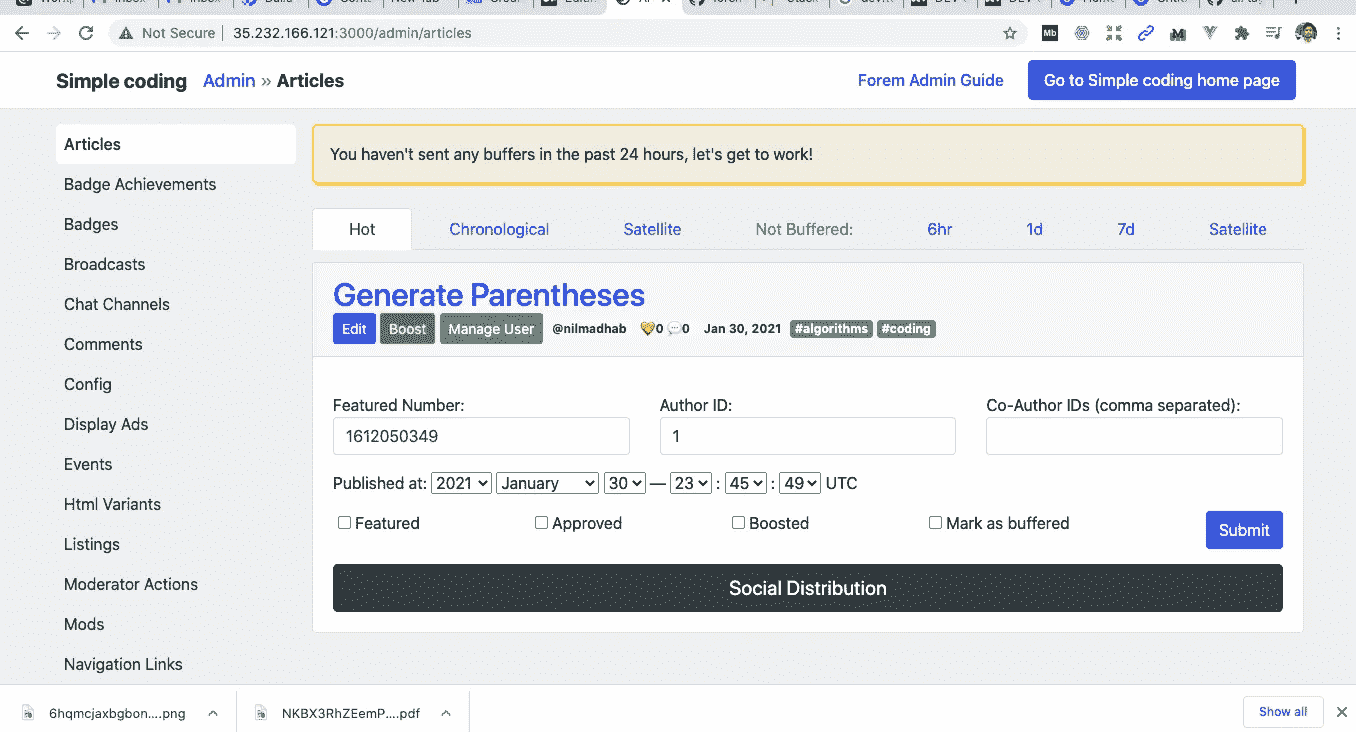 Not Secure 35.232.166.121:3000/admin/articles
Simple coding Admin » Articles Forem Admin Guide Go to Simple coding home page
Articles
Badge Achievements
Badges
Broadcasts
Chat Channels
Comments
Config
Display Ads
Events
Html Variants
Listings
Moderator Actions
Mods
Navigation Links
You haven't sent any buffers in the past 24 hours, let's get to work!
Hot Chronological Satellite Not Buffered: 6hr 1d 7d Satellite
Generate Parentheses
Edit Boost Manage User @nilmadhab 0 0 Jan 30, 2021 #algorithms #coding
Featured Number: Author ID: Co-Author IDs (comma separated):
1612050349 1
Published at: 2021 January 30 — 23 : 45 : 49 UTC
Featured Approved Boosted Mark as buffered
Submit
Social Distribution
6hqmcjaxbgbon....png NKBX3RhZEemP....pdf Show all